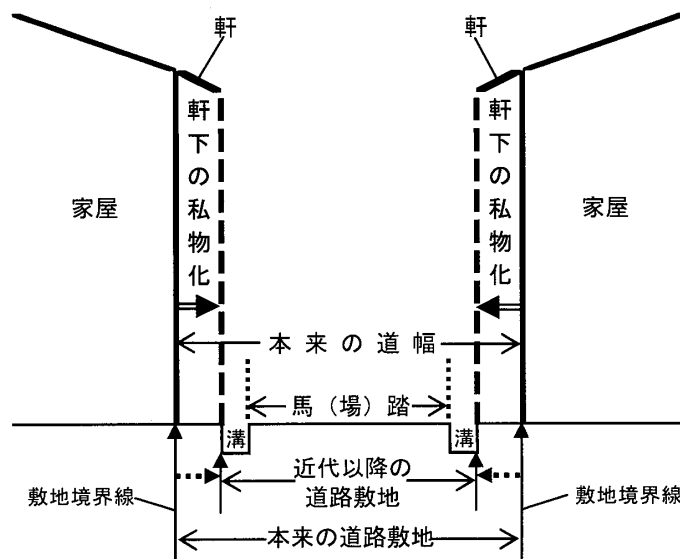 軒
軒
軒下の私物化
軒下の私物化
家屋
家屋
本来の道幅
馬（場）踏
溝
溝
近代以降の
道路敷地
敷地境界線
敷地境界線
本来の道路敷地